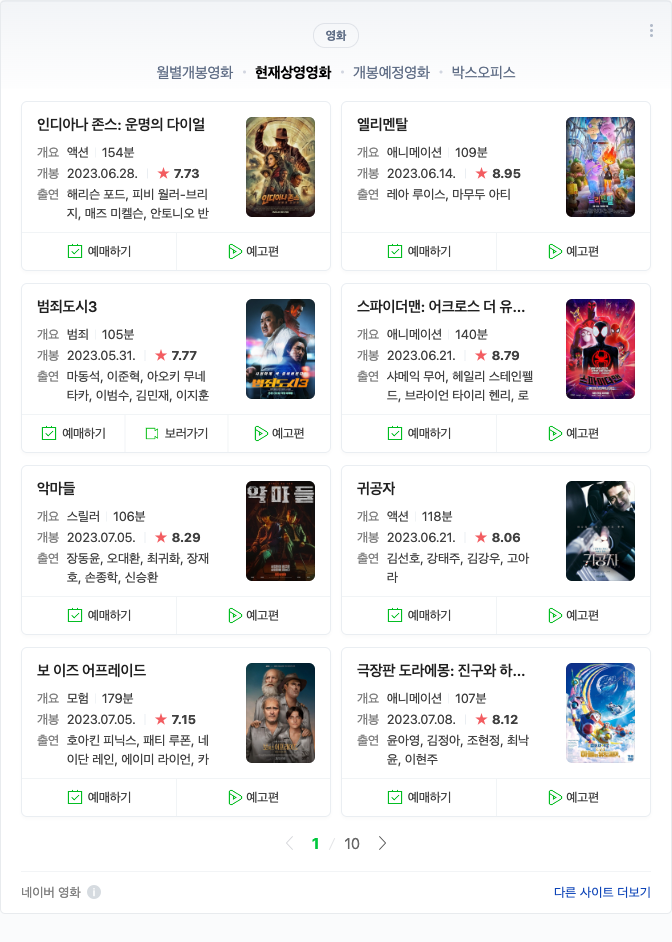 영화
월별개봉영화 현재상영영화 개봉예정영화 박스오피스
인디아나 존스: 운명의 다이얼
개요 액션 154분
개봉 2023.06.28. ★ 7.73
출연 해리슨 포드, 피비 월러-브리
지, 매즈 미켈슨, 안토니오 반
예매하기 예고편
엘리멘탈
개요 애니메이션 109분
개봉 2023.06.14. ★ 8.95
출연 레아 루이스, 마무두 아티
예매하기 예고편
범죄도시3
개요 범죄 105분
개봉 2023.05.31. ★ 7.77
출연 마동석, 이준혁, 아오키 무네
타카, 이범수, 김민재, 이지훈
범죄도시3
예매하기 보러가기 예고편
스파이더맨: 어크로스 더 유...
개요 애니메이션 140분
개봉 2023.06.21. ★ 8.79
출연 샤메익 무어, 헤일리 스테인펠
드, 브라이언 타이리 헨리, 로
예매하기 예고편
악마들
개요 스릴러 106분
개봉 2023.07.05. ★ 8.29
출연 장동윤, 오대환, 최귀화, 장재
호, 손종학, 신승환
악마들
예매하기 예고편
귀공자
개요 액션 118분
개봉 2023.06.21. ★ 8.06
출연 김선호, 강태주, 김강우, 고아
라
귀공자
예매하기 예고편
보 이즈 어프레이드
개요 모험 179분
개봉 2023.07.05. ★ 7.15
출연 호아킨 피닉스, 패티 루폰, 네
이단 레인, 에이미 라이언, 카
예매하기 예고편
극장판 도라에몽: 진구와 하...
개요 애니메이션 107분
개봉 2023.07.08. ★ 8.12
출연 윤아영, 김정아, 조현정, 최낙
윤, 이현주
예매하기 예고편
1 / 10
네이버 영화
다른 사이트 더보기